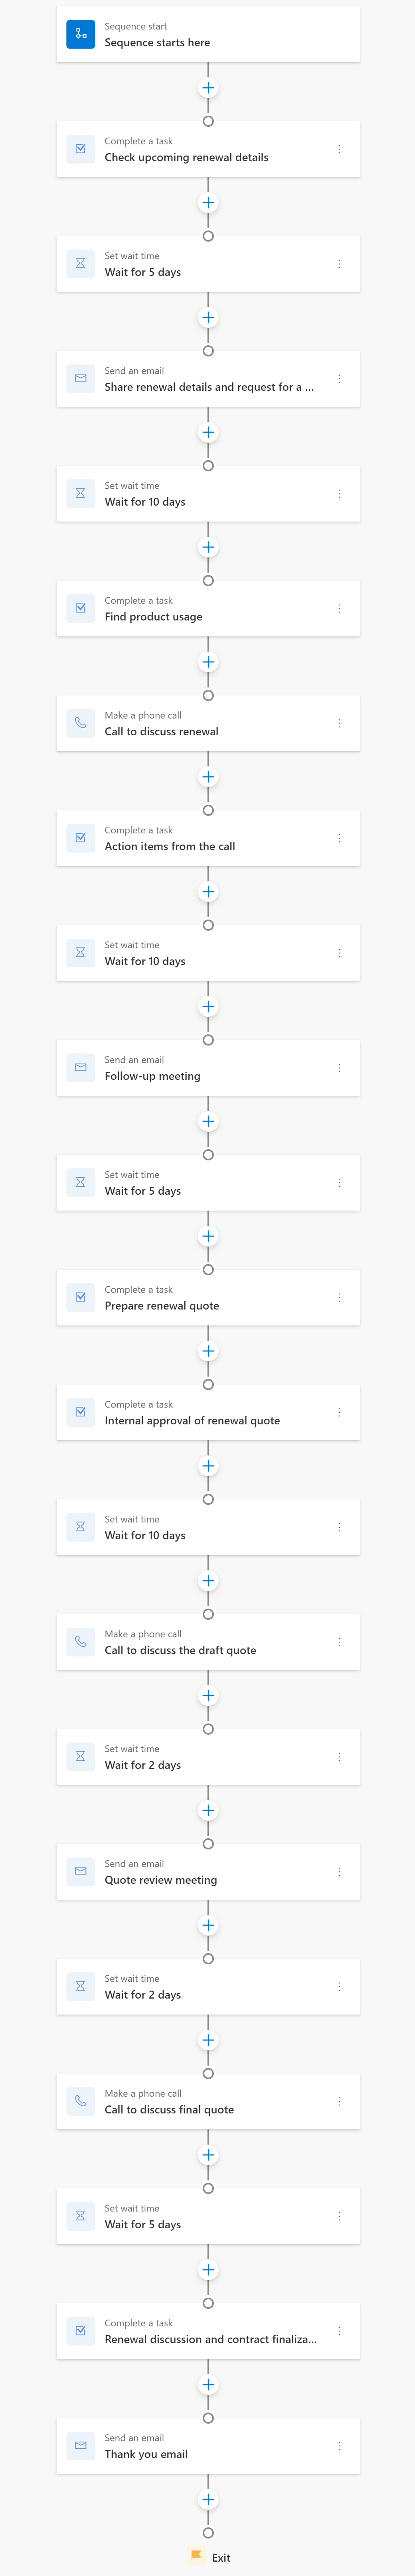 Sequence start
Sequence starts here
Complete a task
Check upcoming renewal details
Set wait time
Wait for 5 days
Send an email
Share renewal details and request for a ...
Set wait time
Wait for 10 days
Complete a task
Find product usage
Make a phone call
Call to discuss renewal
Complete a task
Action items from the call
Set wait time
Wait for 10 days
Send an email
Follow-up meeting
Set wait time
Wait for 5 days
Complete a task
Prepare renewal quote
Complete a task
Internal approval of renewal quote
Set wait time
Wait for 10 days
Make a phone call
Call to discuss the draft quote
Set wait time
Wait for 2 days
Send an email
Quote review meeting
Set wait time
Wait for 2 days
Make a phone call
Call to discuss final quote
Set wait time
Wait for 5 days
Complete a task
Renewal discussion and contract finaliza...
Send an email
Thank you email
Exit